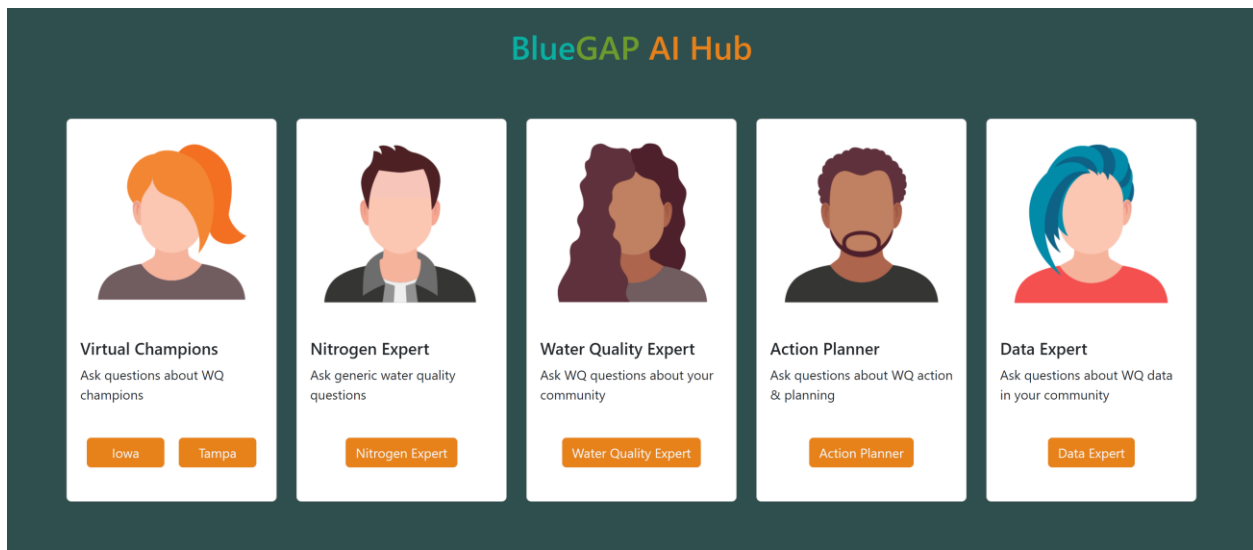 BlueGAP AI Hub
Virtual Champions
Ask questions about WQ
champions
Iowa
Tampa
Nitrogen Expert
Ask generic water quality
questions
Nitrogen Expert
Water Quality Expert
Ask WQ questions about your
community
Water Quality Expert
Action Planner
Ask questions about WQ action
& planning
Action Planner
Data Expert
Ask questions about WQ data
in your community
Data Expert